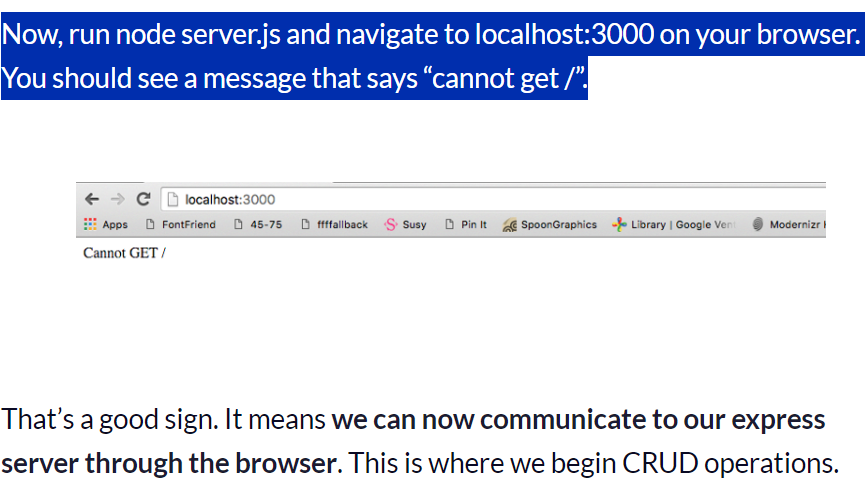 Now, run node server.js and navigate to localhost:3000 on your browser.
You should see a message that says “cannot get /”.
localhost:3000
Apps FontFriend 45-75 ffffallback Susy Pin It SpoonGraphics Library | Google Ven Modernizr
Cannot GET /
That’s a good sign. It means we can now communicate to our express
server through the browser. This is where we begin CRUD operations.